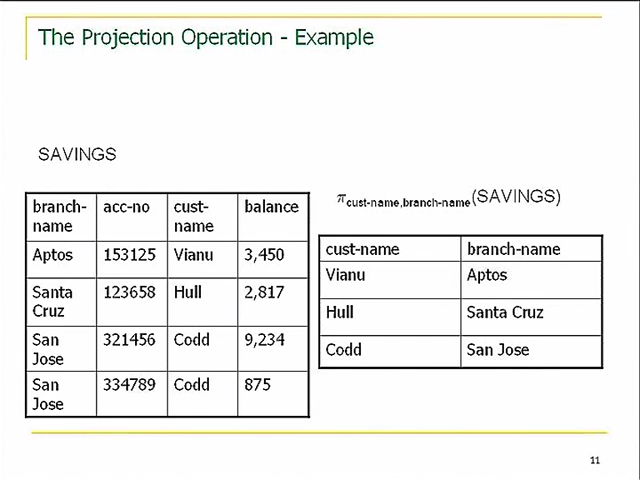 The Projection Operation - Example
SAVINGS
branch-name acc-no cust-name balance
Aptos 153125 Vianu 3,450
Santa Cruz 123658 Hull 2,817
San Jose 321456 Codd 9,234
San Jose 334789 Codd 875
π cust-name,branch-name (SAVINGS)
cust-name branch-name
Vianu Aptos
Hull Santa Cruz
Codd San Jose
11